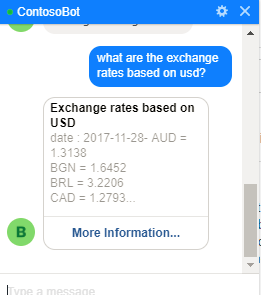 ContosoBot
what are the exchange
rates based on usd?
Exchange rates based on
USD
date : 2017-11-28- AUD =
1.3138
BGN = 1.6452
BRL = 3.2206
CAD = 1.2793...
B
More Information...
Type a message